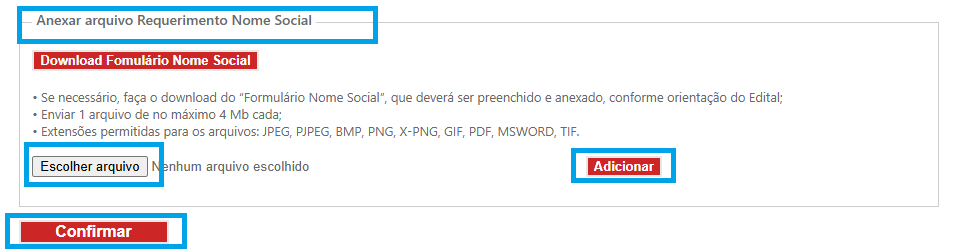 Anexar arquivo Requerimento Nome Social
Download Fomulário Nome Social
• Se necessário, faça o download do “Formulário Nome Social”, que deverá ser preenchido e anexado, conforme orientação do Edital;
• Enviar 1 arquivo de no máximo 4 Mb cada;
• Extensões permitidas para os arquivos: JPEG, PJPEG, BMP, PNG, X-PNG, GIF, PDF, MSWORD, TIF.
Escolher arquivo Nenhum arquivo escolhido Adicionar
Confirmar